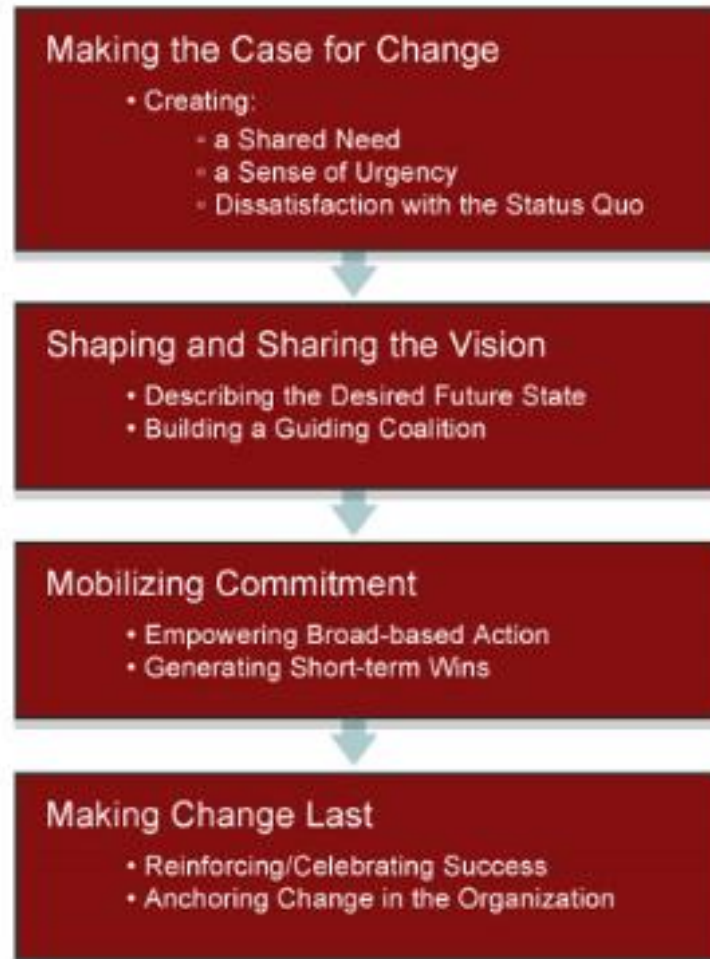 Making the Case for Change
• Creating:
▫ a Shared Need
▫ a Sense of Urgency
▫ Dissatisfaction with the Status Quo
Shaping and Sharing the Vision
• Describing the Desired Future State
• Building a Guiding Coalition
Mobilizing Commitment
• Empowering Broad-based Action
• Generating Short-term Wins
Making Change Last
• Reinforcing/Celebrating Success
• Anchoring Change in the Organization